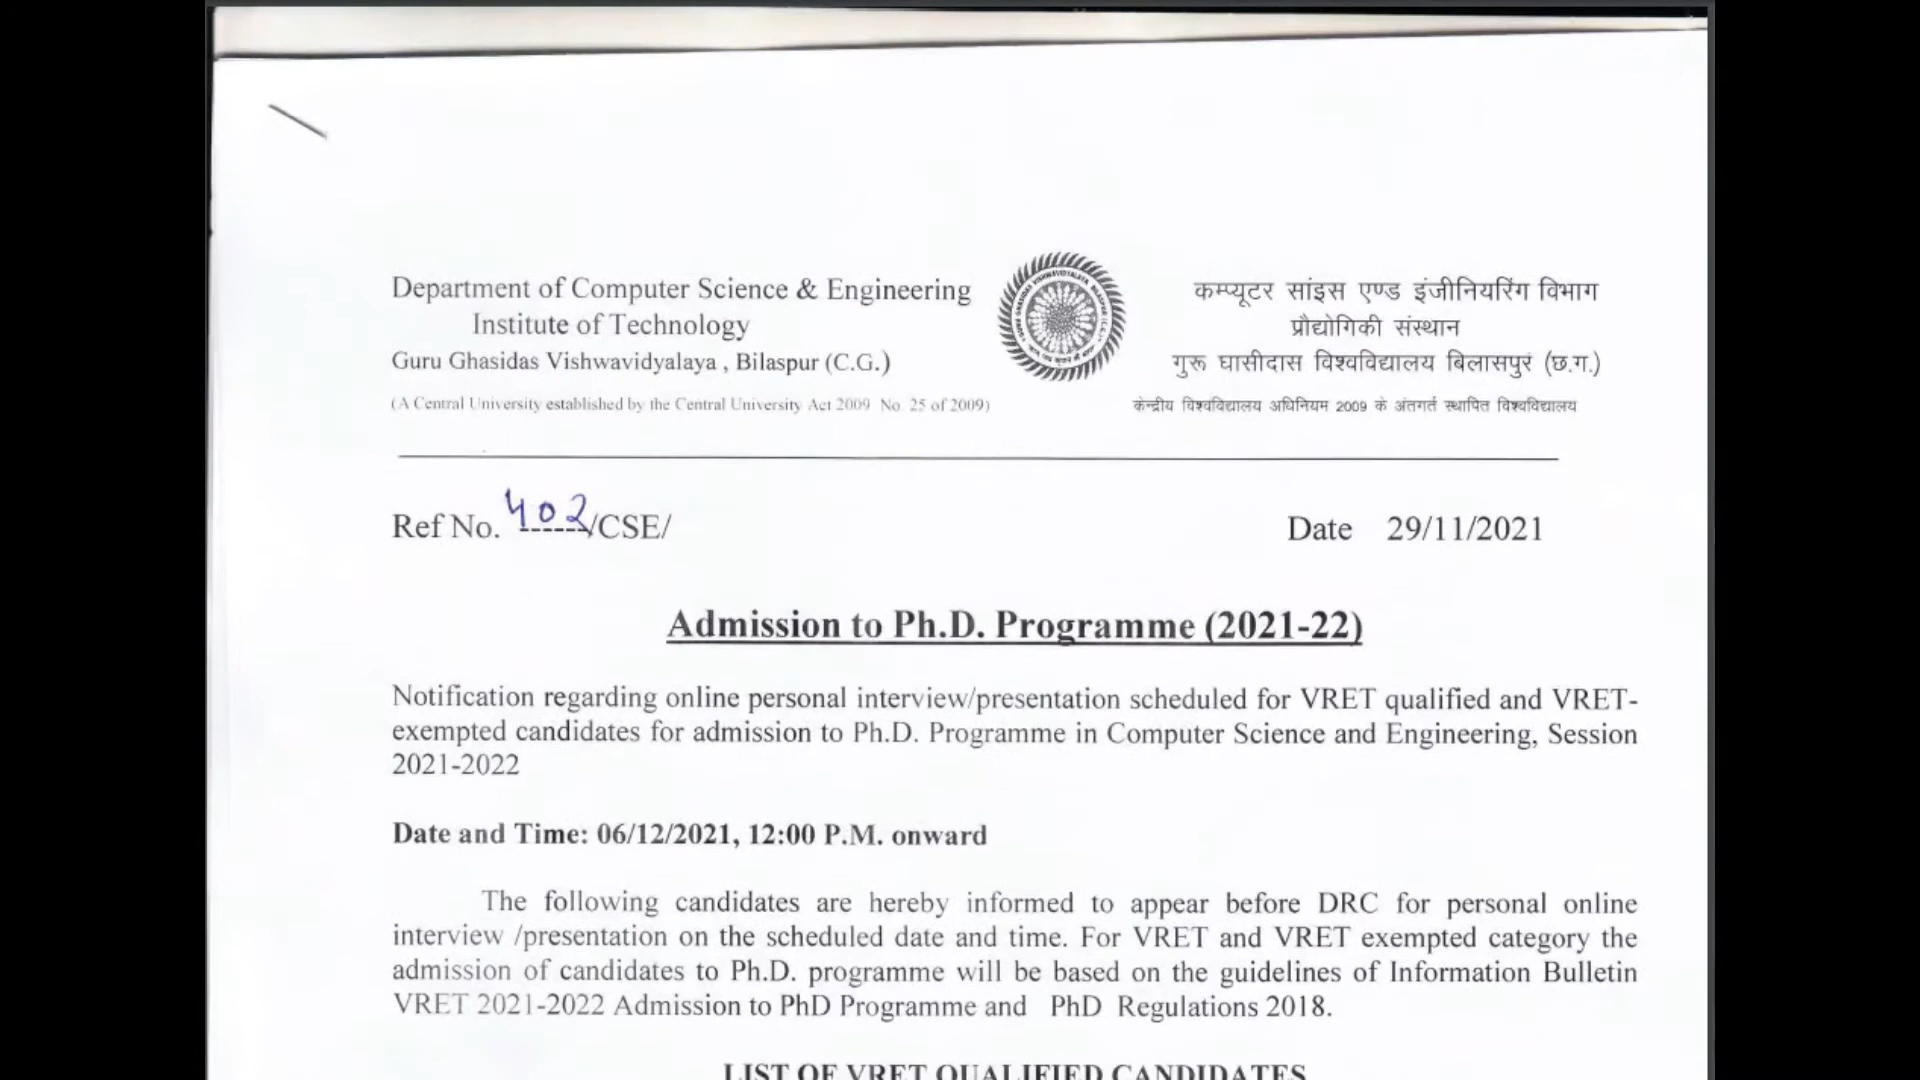 Department of Computer Science & Engineering
Institute of Technology
Guru Ghasidas Vishwavidyalaya , Bilaspur (C.G.)
(A Central University established by the Central University Act 2009 No. 25 of 2009)
कम्प्यूटर सांइस एण्ड इंजीनियरिंग विभाग
प्रौद्योगिकी संस्थान
गुरू घासीदास विश्वविद्यालय बिलासपुर (छ.ग.)
केन्द्रीय विश्वविद्यालय अधिनियम 2009 के अंतगर्त स्थापित विश्वविद्यालय
Ref No. 402/CSE/
Date 29/11/2021
Admission to Ph.D. Programme (2021-22)
Notification regarding online personal interview/presentation scheduled for VRET qualified and VRET-
exempted candidates for admission to Ph.D. Programme in Computer Science and Engineering, Session
2021-2022
Date and Time: 06/12/2021, 12:00 P.M. onward
The following candidates are hereby informed to appear before DRC for personal online
interview /presentation on the scheduled date and time. For VRET and VRET exempted category the
admission of candidates to Ph.D. programme will be based on the guidelines of Information Bulletin
VRET 2021-2022 Admission to PhD Programme and PhD Regulations 2018.
LIST OF VRET QUALIFIED CANDIDATES